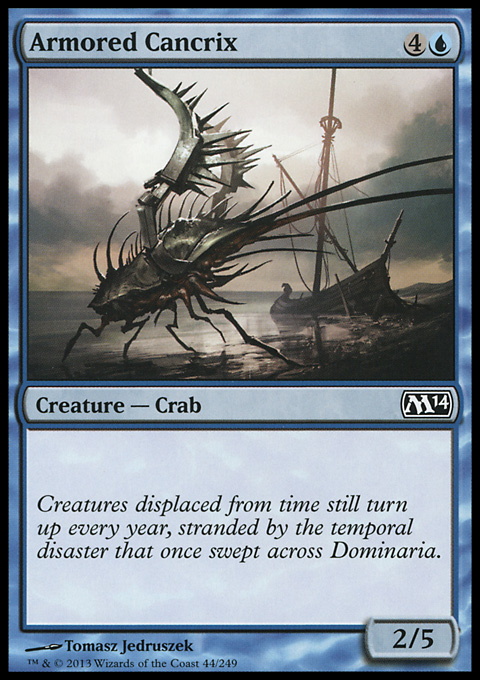 Armored Cancrix 4
Creature — Crab M14
Creatures displaced from time still turn
up every year, stranded by the temporal
disaster that once swept across Dominaria.
Tomasz Jedruszek
2/5
™ & © 2013 Wizards of the Coast 44/249